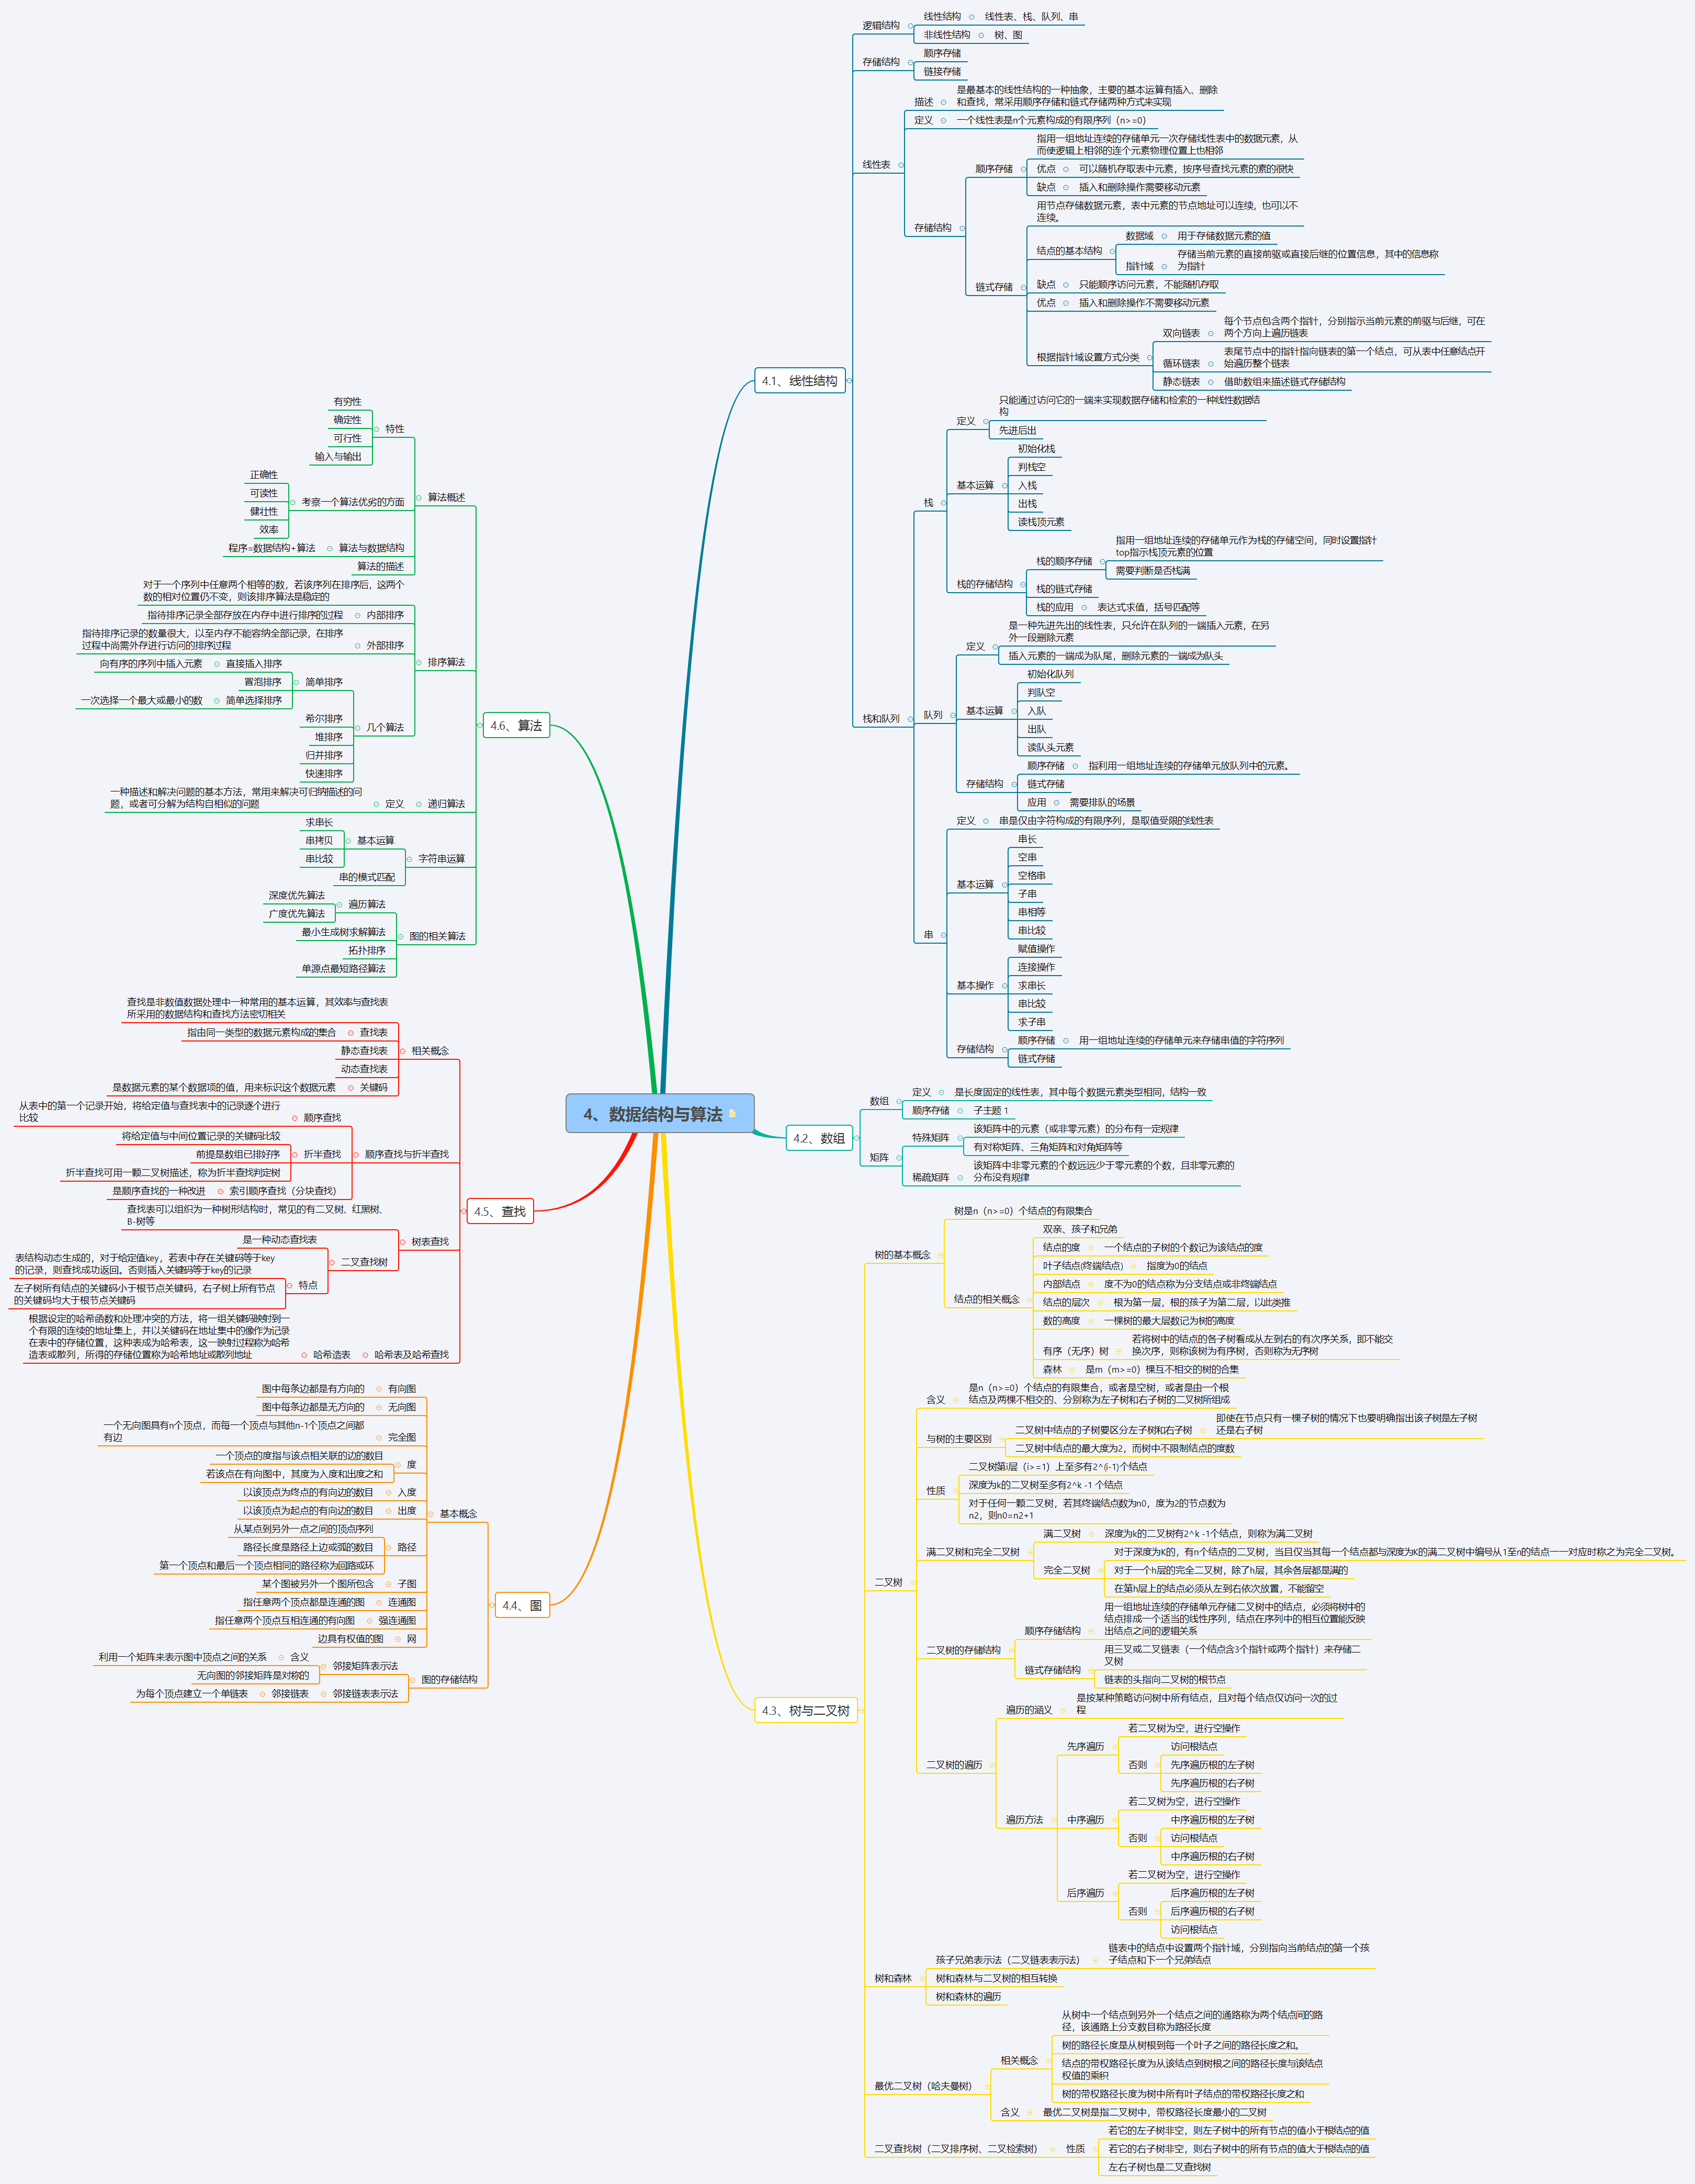 4、数据结构与算法
4.1、线性结构
逻辑结构
线性结构
线性表、栈、队列、串
非线性结构
树、图
存储结构
顺序存储
链接存储
线性表
描述
是最基本的线性结构的一种抽象，主要的基本运算有插入、删除
和查找，常采用顺序存储和链式存储两种方式来实现
定义
一个线性表是n个元素构成的有限序列（n>=0）
存储结构
顺序存储
指用一组地址连续的存储单元一次存储线性表中的数据元素，从
而使逻辑上相邻的连个元素物理位置上也相邻
优点
可以随机存取表中元素，按序号查找元素的素的很快
缺点
插入和删除操作需要移动元素
链式存储
用节点存储数据元素，表中元素的节点地址可以连续，也可以不
连续。
结点的基本结构
数据域
用于存储数据元素的值
指针域
存储当前元素的直接前驱或直接后继的位置信息，其中的信息称
为指针
缺点
只能顺序访问元素，不能随机存取
优点
插入和删除操作不需要移动元素
根据指针域设置方式分类
双向链表
每个节点包含两个指针，分别指示当前元素的前驱与后继，可在
两个方向上遍历链表
循环链表
表尾节点中的指针指向链表的第一个结点，可从表中任意结点开
始遍历整个链表
静态链表
借助数组来描述链式存储结构
栈和队列
栈
定义
只能通过访问它的一端来实现数据存储和检索的一种线性数据结
构
先进后出
基本运算
初始化栈
判栈空
入栈
出栈
读栈顶元素
栈的存储结构
栈的顺序存储
指用一组地址连续的存储单元作为栈的存储空间，同时设置指针
top指示栈顶元素的位置
需要判断是否栈满
栈的链式存储
栈的应用
表达式求值，括号匹配等
队列
定义
是一种先进先出的线性表，只允许在队列的一端插入元素，在另
外一段删除元素
插入元素的一端成为队尾，删除元素的一端成为队头
基本运算
初始化队列
判队空
入队
出队
读队头元素
存储结构
顺序存储
指利用一组地址连续的存储单元放队列中的元素。
链式存储
应用
需要排队的场景
串
定义
串是仅由字符构成的有限序列，是取值受限的线性表
基本运算
串长
空串
空格串
子串
串相等
串比较
基本操作
赋值操作
连接操作
求串长
串比较
求子串
存储结构
顺序存储
用一组地址连续的存储单元来存储串值的字符序列
链式存储
4.2、数组
数组
定义
是长度固定的线性表，其中每个数据元素类型相同，结构一致
顺序存储
子主题 1
矩阵
特殊矩阵
该矩阵中的元素（或非零元素）的分布有一定规律
有对称矩阵、三角矩阵和对角矩阵等
稀疏矩阵
该矩阵中非零元素的个数远远少于零元素的个数，且非零元素的
分布没有规律
4.3、树与二叉树
树的基本概念
树是n（n>=0）个结点的有限集合
结点的相关概念
双亲、孩子和兄弟
结点的度
一个结点的子树的个数记为该结点的度
叶子结点(终端结点)
指度为0的结点
内部结点
度不为0的结点称为分支结点或非终端结点
结点的层次
根为第一层，根的孩子为第二层，以此类推
数的高度
一棵树的最大层数记为树的高度
有序（无序）树
若将树中的结点的各子树看成从左到右的有次序关系，即不能交
换次序，则称该树为有序树，否则称为无序树
森林
是m（m>=0）棵互不相交的树的合集
二叉树
含义
是n（n>=0）个结点的有限集合，或者是空树，或者是由一个根
结点及两棵不相交的、分别称为左子树和右子树的二叉树所组成
与树的主要区别
二叉树中结点的子树要区分左子树和右子树
即使在节点只有一棵子树的情况下也要明确指出该子树是左子树
还是右子树
二叉树中结点的最大度为2，而树中不限制结点的度数
性质
二叉树第i层（i>=1）上至多有2^(i-1)个结点
深度为k的二叉树至多有2^k -1 个结点
对于任何一颗二叉树，若其终端结点数为n0，度为2的节点数为
n2，则n0=n2+1
满二叉树和完全二叉树
满二叉树
深度为k的二叉树有2^k -1个结点，则称为满二叉树
完全二叉树
对于深度为K的，有n个结点的二叉树，当且仅当其每一个结点都与深度为K的满二叉树中编号从1至n的结点一一对应时称之为完全二叉树。
对于一个h层的完全二叉树，除了h层，其余各层都是满的
在第h层上的结点必须从左到右依次放置，不能留空
二叉树的存储结构
顺序存储结构
用一组地址连续的存储单元存储二叉树中的结点，必须将树中的
结点排成一个适当的线性序列，结点在序列中的相互位置能反映
出结点之间的逻辑关系
链式存储结构
用三叉或二叉链表（一个结点含3个指针或两个指针）来存储二
叉树
链表的头指向二叉树的根节点
二叉树的遍历
遍历的涵义
是按某种策略访问树中所有结点，且对每个结点仅访问一次的过
程
遍历方法
先序遍历
若二叉树为空，进行空操作
否则
访问根结点
先序遍历根的左子树
先序遍历根的右子树
中序遍历
若二叉树为空，进行空操作
否则
中序遍历根的左子树
访问根结点
中序遍历根的右子树
后序遍历
若二叉树为空，进行空操作
否则
后序遍历根的左子树
后序遍历根的右子树
访问根结点
树和森林
孩子兄弟表示法（二叉链表表示法）
链表中的结点中设置两个指针域，分别指向当前结点的第一个孩
子结点和下一个兄弟结点
树和森林与二叉树的相互转换
树和森林的遍历
最优二叉树（哈夫曼树）
相关概念
从树中一个结点到另外一个结点之间的通路称为两个结点间的路
径，该通路上分支数目称为路径长度
树的路径长度是从树根到每一个叶子之间的路径长度之和。
结点的带权路径长度为从该结点到树根之间的路径长度与该结点
权值的乘积
树的带权路径长度为树中所有叶子结点的带权路径长度之和
含义
最优二叉树是指二叉树中，带权路径长度最小的二叉树
二叉查找树（二叉排序树、二叉检索树）
性质
若它的左子树非空，则左子树中的所有节点的值小于根结点的值
若它的右子树非空，则右子树中的所有节点的值大于根结点的值
左右子树也是二叉查找树
4.6、算法
算法概述
特性
有穷性
确定性
可行性
输入与输出
考察一个算法优劣的方面
正确性
可读性
健壮性
效率
算法与数据结构
程序=数据结构+算法
算法的描述
排序算法
对于一个序列中任意两个相等的数，若该序列在排序后，这两个
数的相对位置仍不变，则该排序算法是稳定的
内部排序
指待排序记录全部存放在内存中进行排序的过程
外部排序
指待排序记录的数量很大，以至内存不能容纳全部记录，在排序
过程中尚需外存进行访问的排序过程
几个算法
简单排序
直接插入排序
向有序的序列中插入元素
冒泡排序
简单选择排序
一次选择一个最大或最小的数
希尔排序
堆排序
归并排序
快速排序
递归算法
定义
一种描述和解决问题的基本方法，常用来解决可归纳描述的问
题，或者可分解为结构自相似的问题
字符串运算
基本运算
求串长
串拷贝
串比较
串的模式匹配
图的相关算法
遍历算法
深度优先算法
广度优先算法
最小生成树求解算法
拓扑排序
单源点最短路径算法
4.5、查找
相关概念
查找是非数值数据处理中一种常用的基本运算，其效率与查找表
所采用的数据结构和查找方法密切相关
查找表
指由同一类型的数据元素构成的集合
静态查找表
动态查找表
关键码
是数据元素的某个数据项的值，用来标识这个数据元素
顺序查找与折半查找
顺序查找
从表中的第一个记录开始，将给定值与查找表中的记录逐个进行
比较
折半查找
将给定值与中间位置记录的关键码比较
前提是数组已排好序
折半查找可用一颗二叉树描述，称为折半查找判定树
索引顺序查找（分块查找）
是顺序查找的一种改进
树表查找
查找表可以组织为一种树形结构时，常见的有二叉树、红黑树、
B-树等
二叉查找树
是一种动态查找表
特点
表结构动态生成的，对于给定值key，若表中存在关键码等于key
的记录，则查找成功返回。否则插入关键码等于key的记录
左子树所有结点的关键码小于根节点关键码，右子树上所有节点
的关键码均大于根节点关键码
哈希表及哈希查找
哈希造表
根据设定的哈希函数和处理冲突的方法，将一组关键码映射到一
个有限的连续的地址集上，并以关键码在地址集中的像作为记录
在表中的存储位置，这种表成为哈希表，这一映射过程称为哈希
造表或散列，所得的存储位置称为哈希地址或散列地址
4.4、图
基本概念
有向图
图中每条边都是有方向的
无向图
图中每条边都是无方向的
完全图
一个无向图具有n个顶点，而每一个顶点与其他n-1个顶点之间都
有边
度
一个顶点的度指与该点相关联的边的数目
若该点在有向图中，其度为入度和出度之和
入度
以该顶点为终点的有向边的数目
出度
以该顶点为起点的有向边的数目
路径
从某点到另外一点之间的顶点序列
路径长度是路径上边或弧的数目
第一个顶点和最后一个顶点相同的路径称为回路或环
子图
某个图被另外一个图所包含
连通图
指任意两个顶点都是连通的图
强连通图
指任意两个顶点互相连通的有向图
网
边具有权值的图
图的存储结构
邻接矩阵表示法
含义
利用一个矩阵来表示图中顶点之间的关系
无向图的邻接矩阵是对称的
邻接链表表示法
邻接链表
为每个顶点建立一个单链表